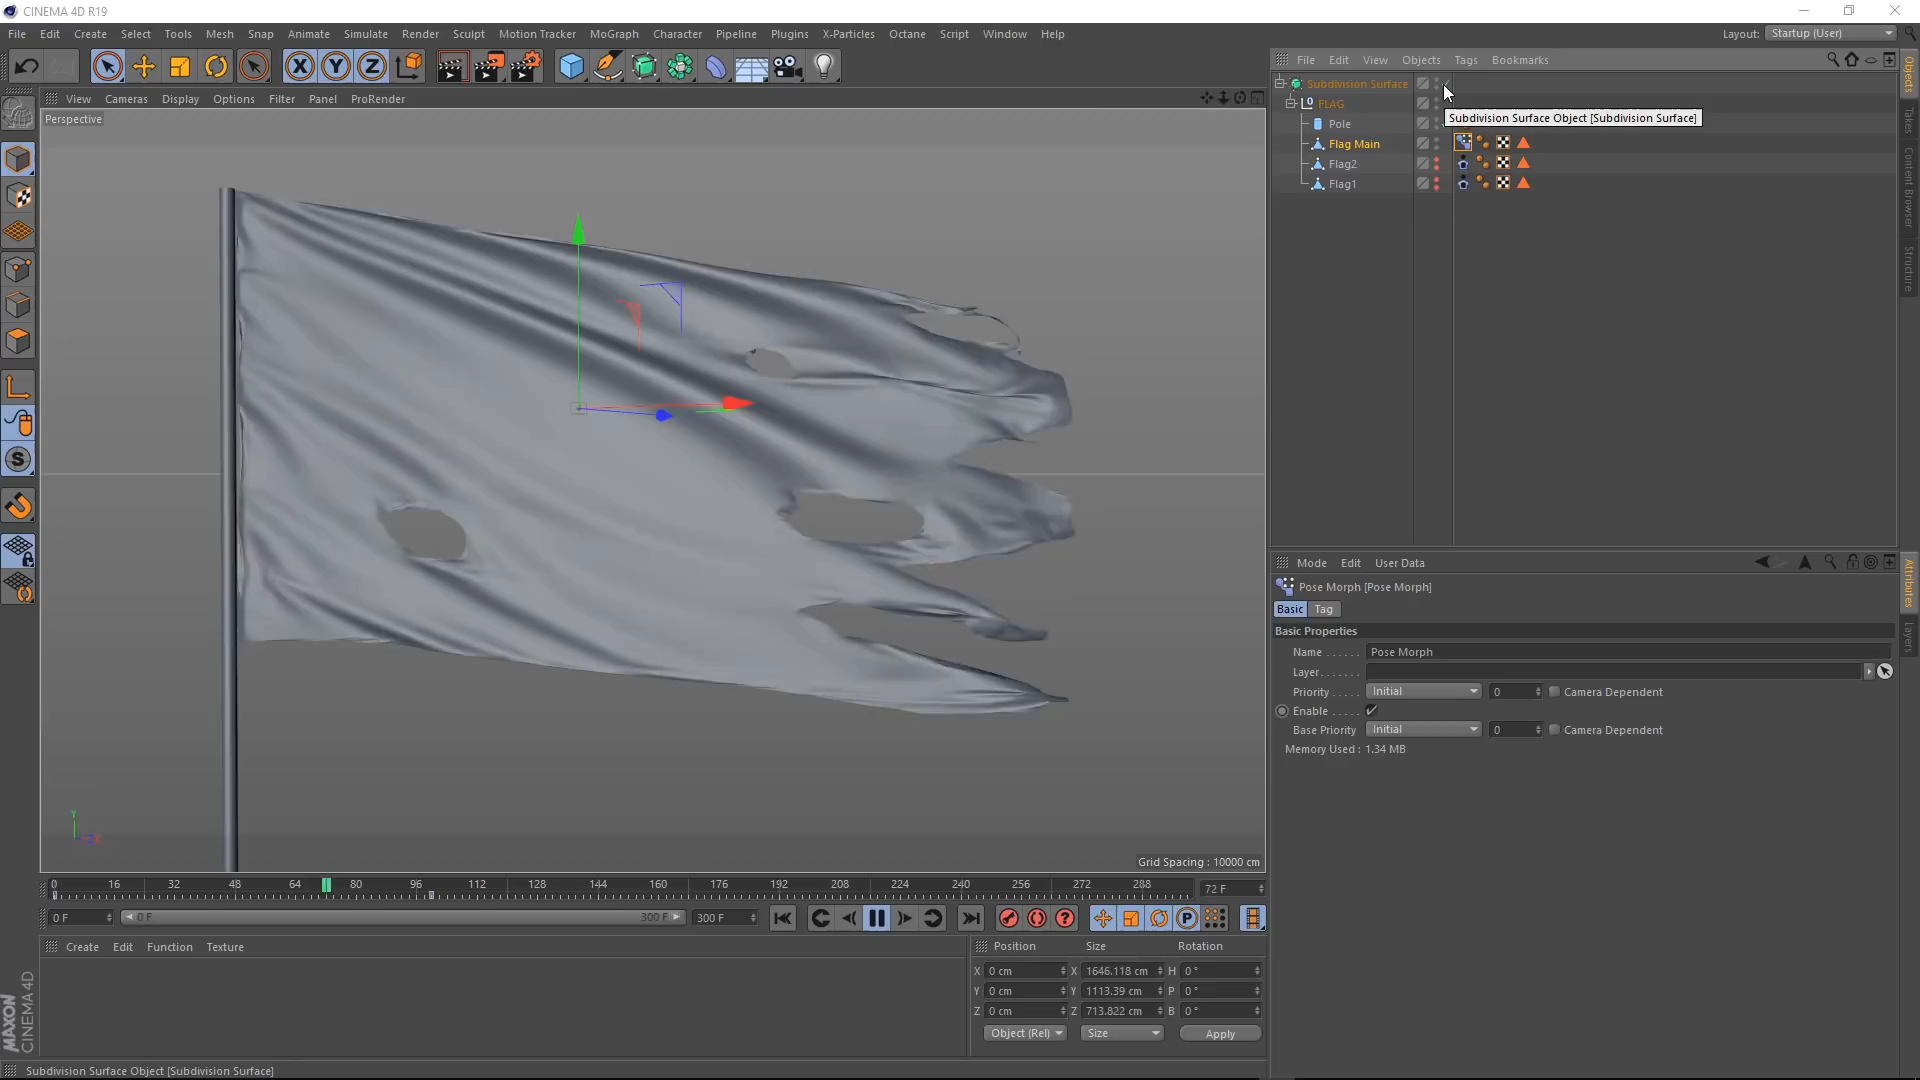 CINEMA 4D R19
File Edit Create Select Tools Mesh Snap Animate Simulate Render Sculpt Motion Tracker MoGraph Character Pipeline Plugins X-Particles Octane Script Window Help
Layout: Startup (User)
X Y Z
File Edit View Objects Tags Bookmarks
View Cameras Display Options Filter Panel ProRender
Perspective
Subdivision Surface
FLAG
Subdivision Surface Object [Subdivision Surface]
Pole
Flag Main
Flag2
Flag1
Objects
Takes
Content Browser
Structure
Mode Edit User Data
Pose Morph [Pose Morph]
Basic Tag
Basic Properties
Name . . . . . . Pose Morph
Layer . . . . . . .
Priority . . . . . Initial 0 Camera Dependent
Enable . . . . .
Base Priority Initial 0 Camera Dependent
Memory Used : 1.34 MB
Attributes
Layers
S
Y
Grid Spacing : 10000 cm
0 16 32 48 64 80 96 112 128 144 160 176 192 208 224 240 256 272 288 72 F
0 F 0 F 300 F 300 F
P
Create Edit Function Texture
Position Size Rotation
X 0 cm X 1646.118 cm H 0 °
Y 0 cm Y 1113.39 cm P 0 °
Z 0 cm Z 713.822 cm B 0 °
Object (Rel) Size Apply
MAXON
CINEMA 4D
Subdivision Surface Object [Subdivision Surface]